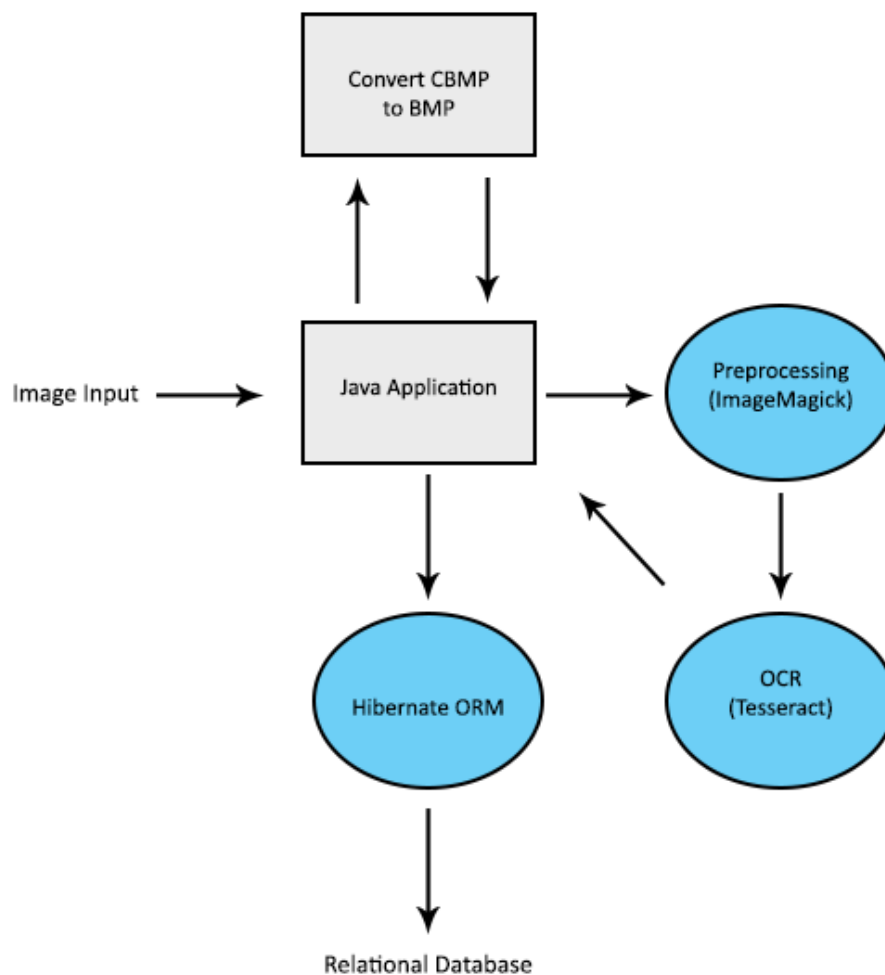 Convert CBMP
to BMP
Image Input
Java Application
Preprocessing
(ImageMagick)
Hibernate ORM
OCR
(Tesseract)
Relational Database